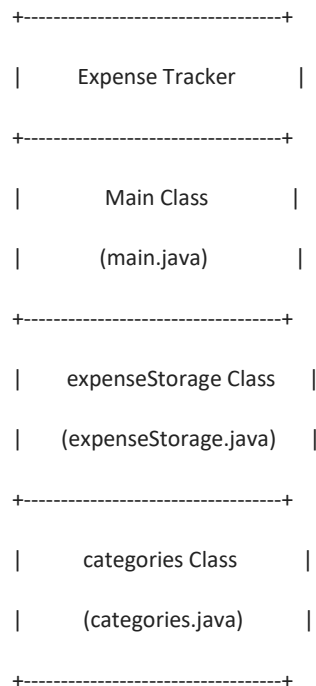 +-----------------------------------+
|        Expense Tracker         |
+-----------------------------------+
|            Main Class            |
|           (main.java)            |
+-----------------------------------+
|      expenseStorage Class     |
|     (expenseStorage.java)     |
+-----------------------------------+
|        categories Class         |
|        (categories.java)        |
+-----------------------------------+